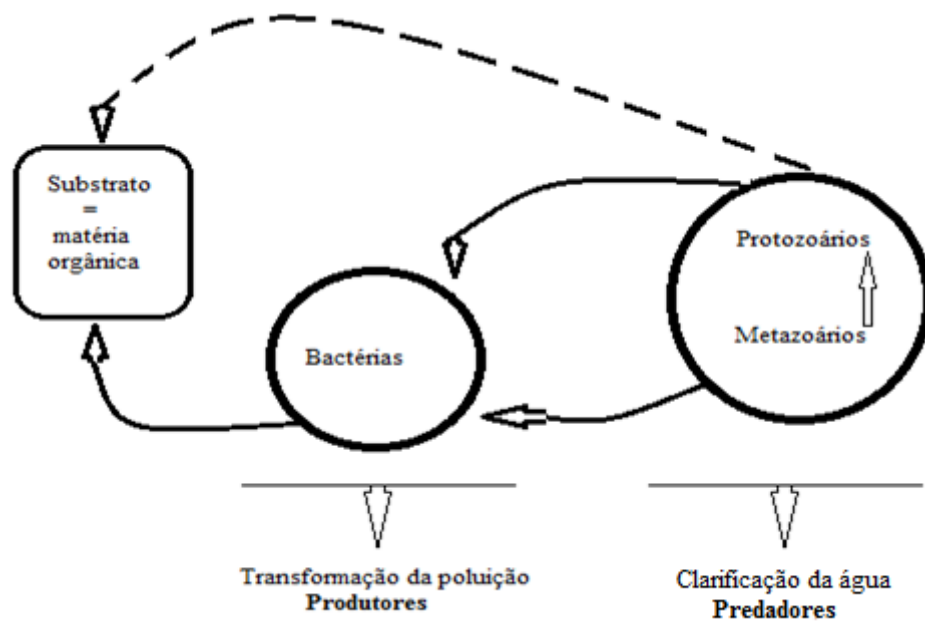 Substrato
=
matéria
orgânica
Bactérias
Protozoários
Metazoários
Transformação da poluição
Produtores
Clarificação da água
Predadores